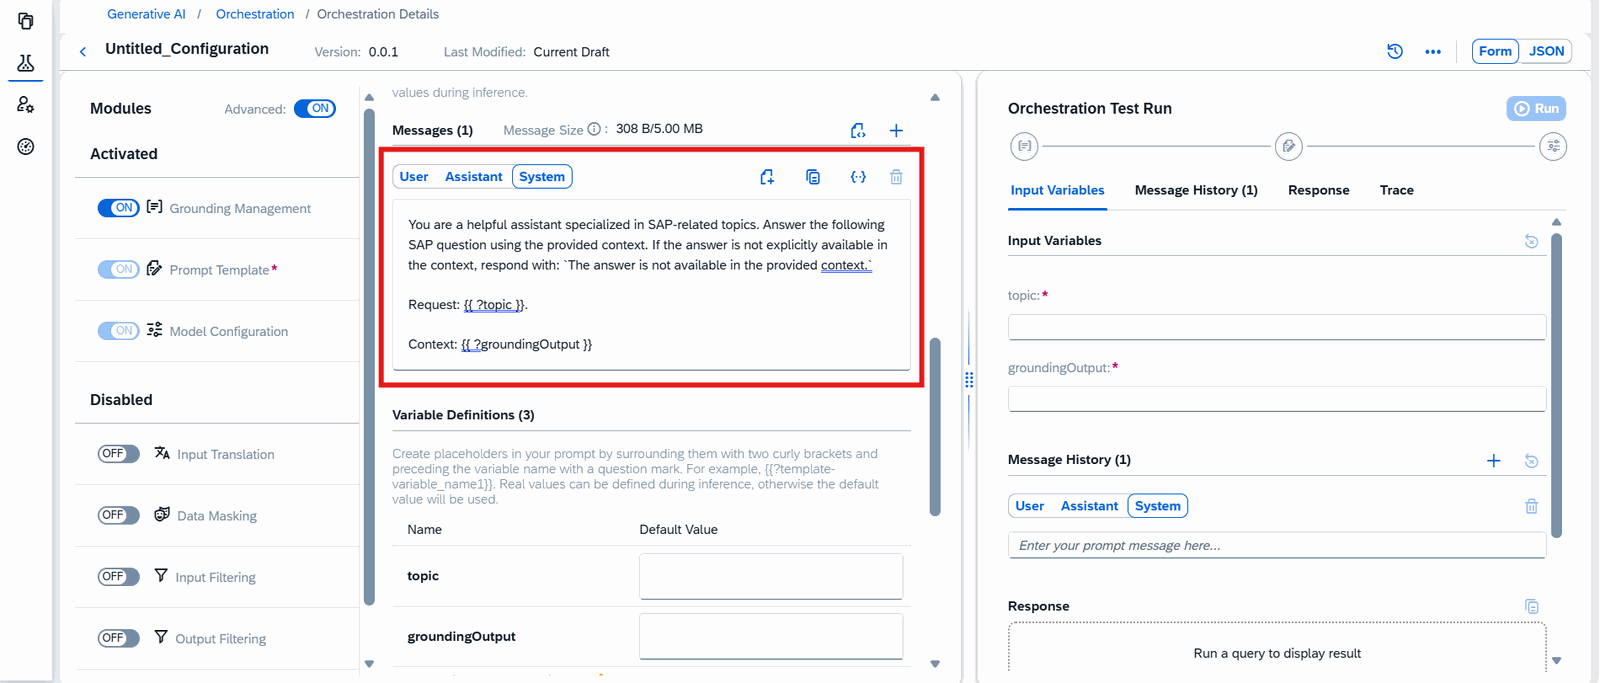 Generative AI / Orchestration / Orchestration Details
Untitled_Configuration Version: 0.0.1 Last Modified: Current Draft Form JSON
Modules Advanced: ON
Activated
ON Grounding Management
ON Prompt Template*
ON Model Configuration
Disabled
OFF Input Translation
OFF Data Masking
OFF Input Filtering
OFF Output Filtering
values during inference.
Messages (1) Message Size : 308 B/5.00 MB
User Assistant System
You are a helpful assistant specialized in SAP-related topics. Answer the following
SAP question using the provided context. If the answer is not explicitly available in
the context, respond with: `The answer is not available in the provided context.`
Request: {{ ?topic }}.
Context: {{ ?groundingOutput }}
Variable Definitions (3)
Create placeholders in your prompt by surrounding them with two curly brackets and
preceding the variable name with a question mark. For example, {{?template-
variable_name1}}. Real values can be defined during inference, otherwise the default
value will be used.
Name Default Value
topic
groundingOutput
Orchestration Test Run Run
Input Variables Message History (1) Response Trace
Input Variables
topic:*
groundingOutput:*
Message History (1)
User Assistant System
Enter your prompt message here...
Response
Run a query to display result